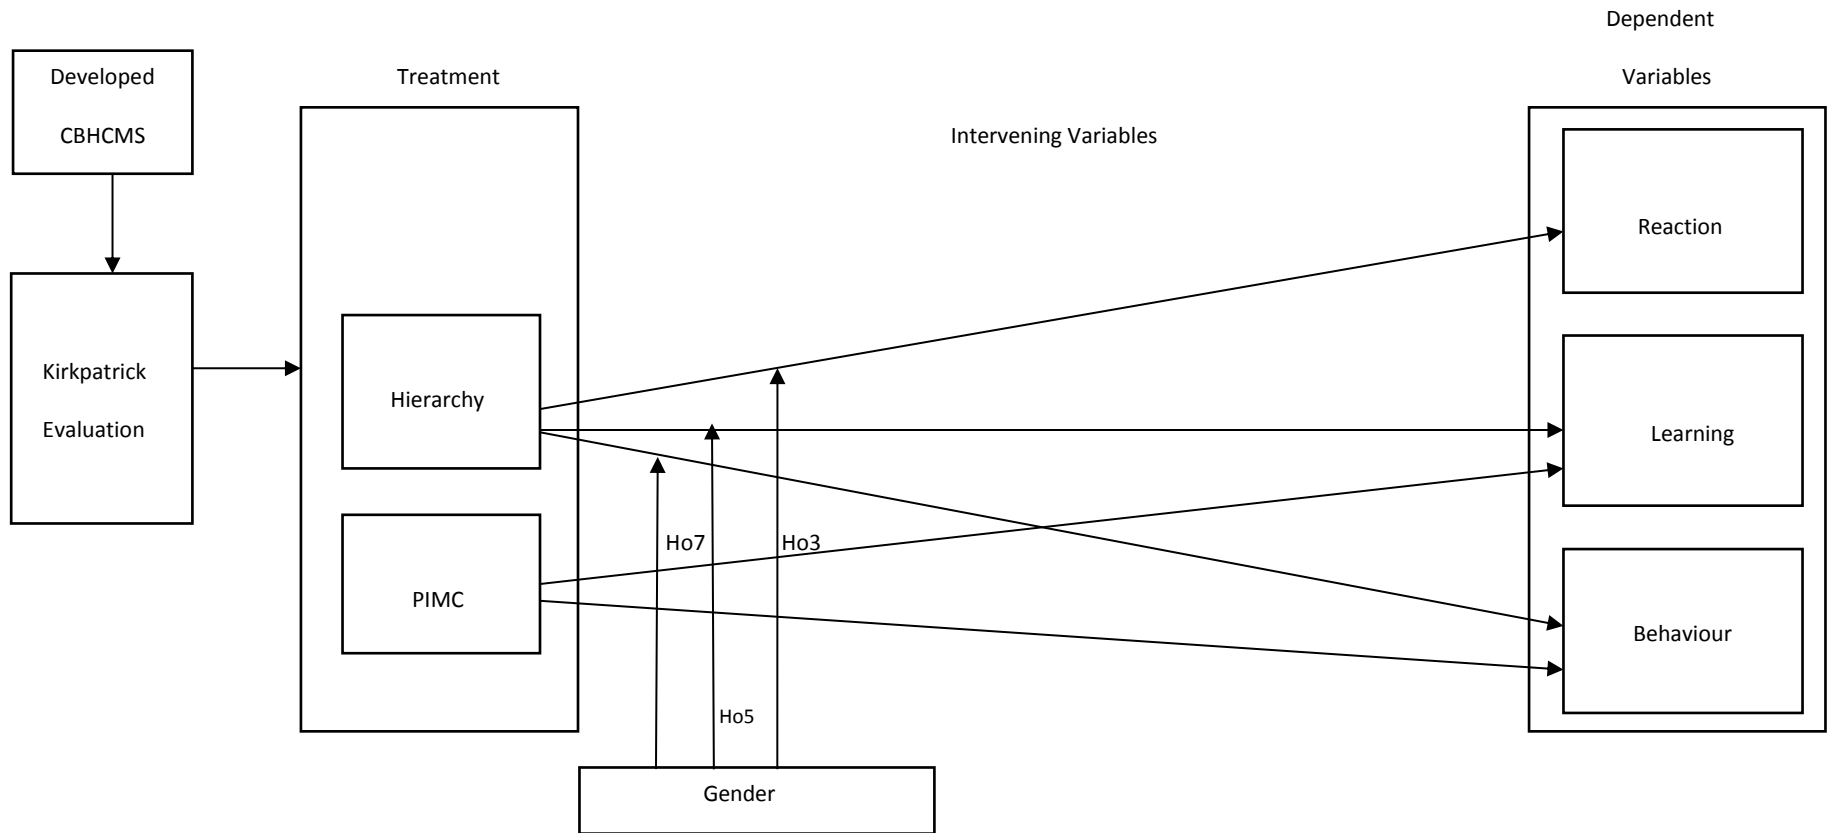 Dependent
Variables
Developed
CBHCMS
Treatment
Intervening Variables
Reaction
Kirkpatrick
Evaluation
Hierarchy
Learning
Ho7
Ho3
PIMC
Behaviour
Ho5
Gender